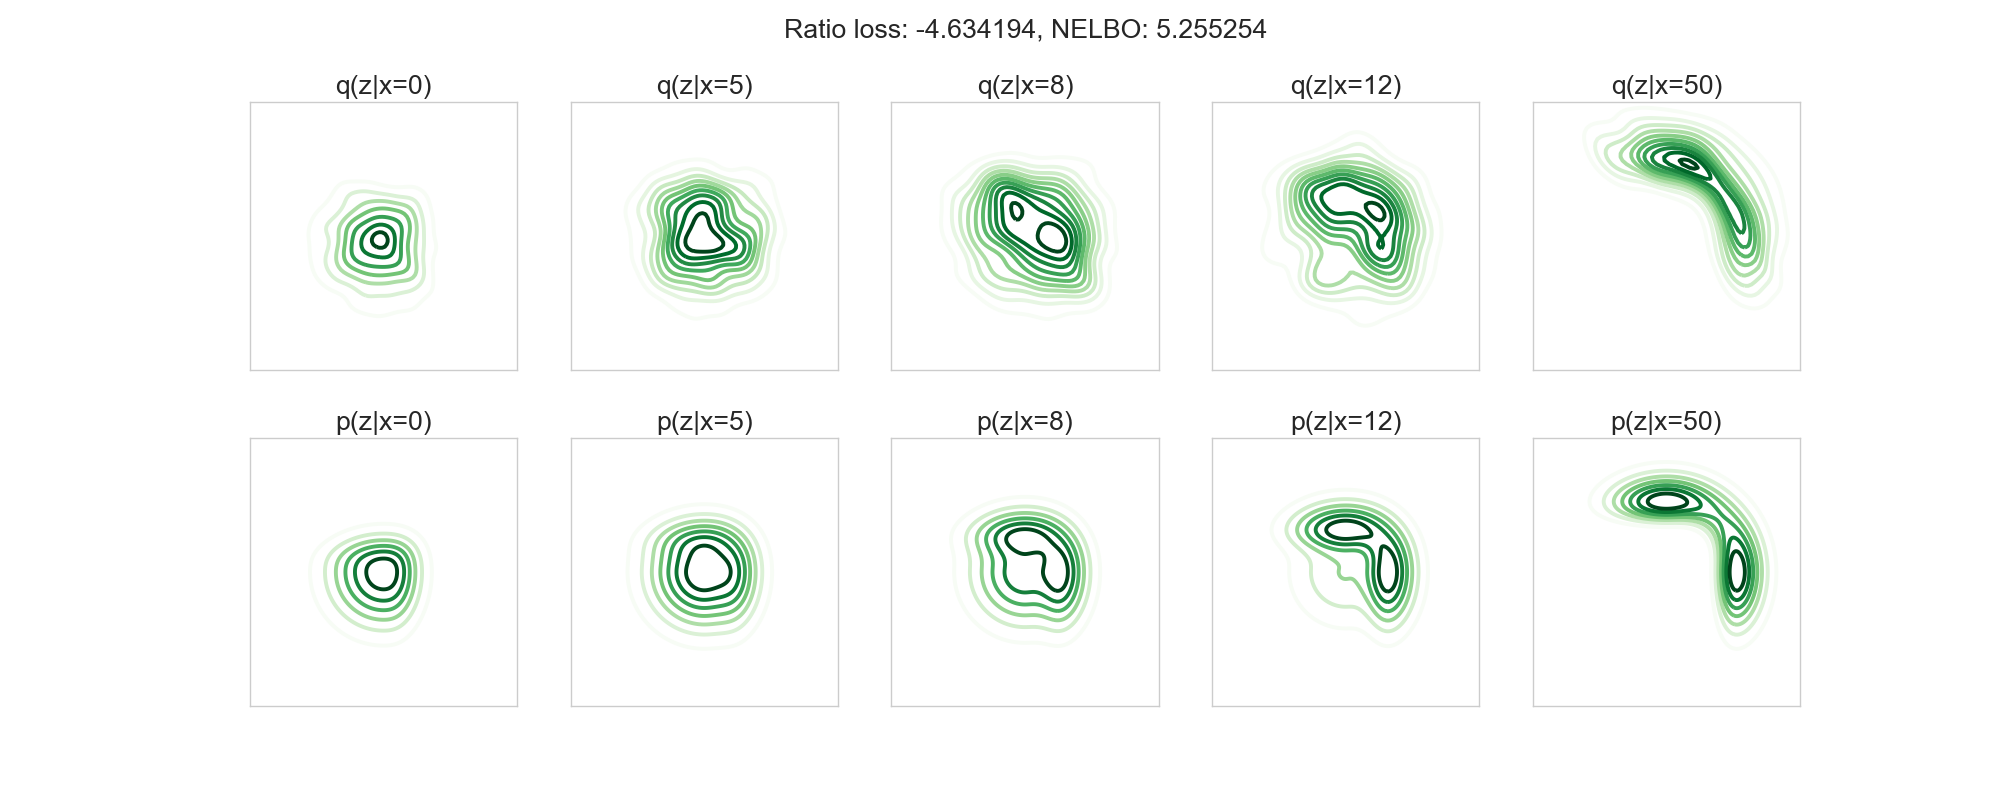 Ratio loss: -4.634194, NELBO: 5.255254
q(z|x=0) q(z|x=5) q(z|x=8) q(z|x=12) q(z|x=50)
p(z|x=0) p(z|x=5) p(z|x=8) p(z|x=12) p(z|x=50)